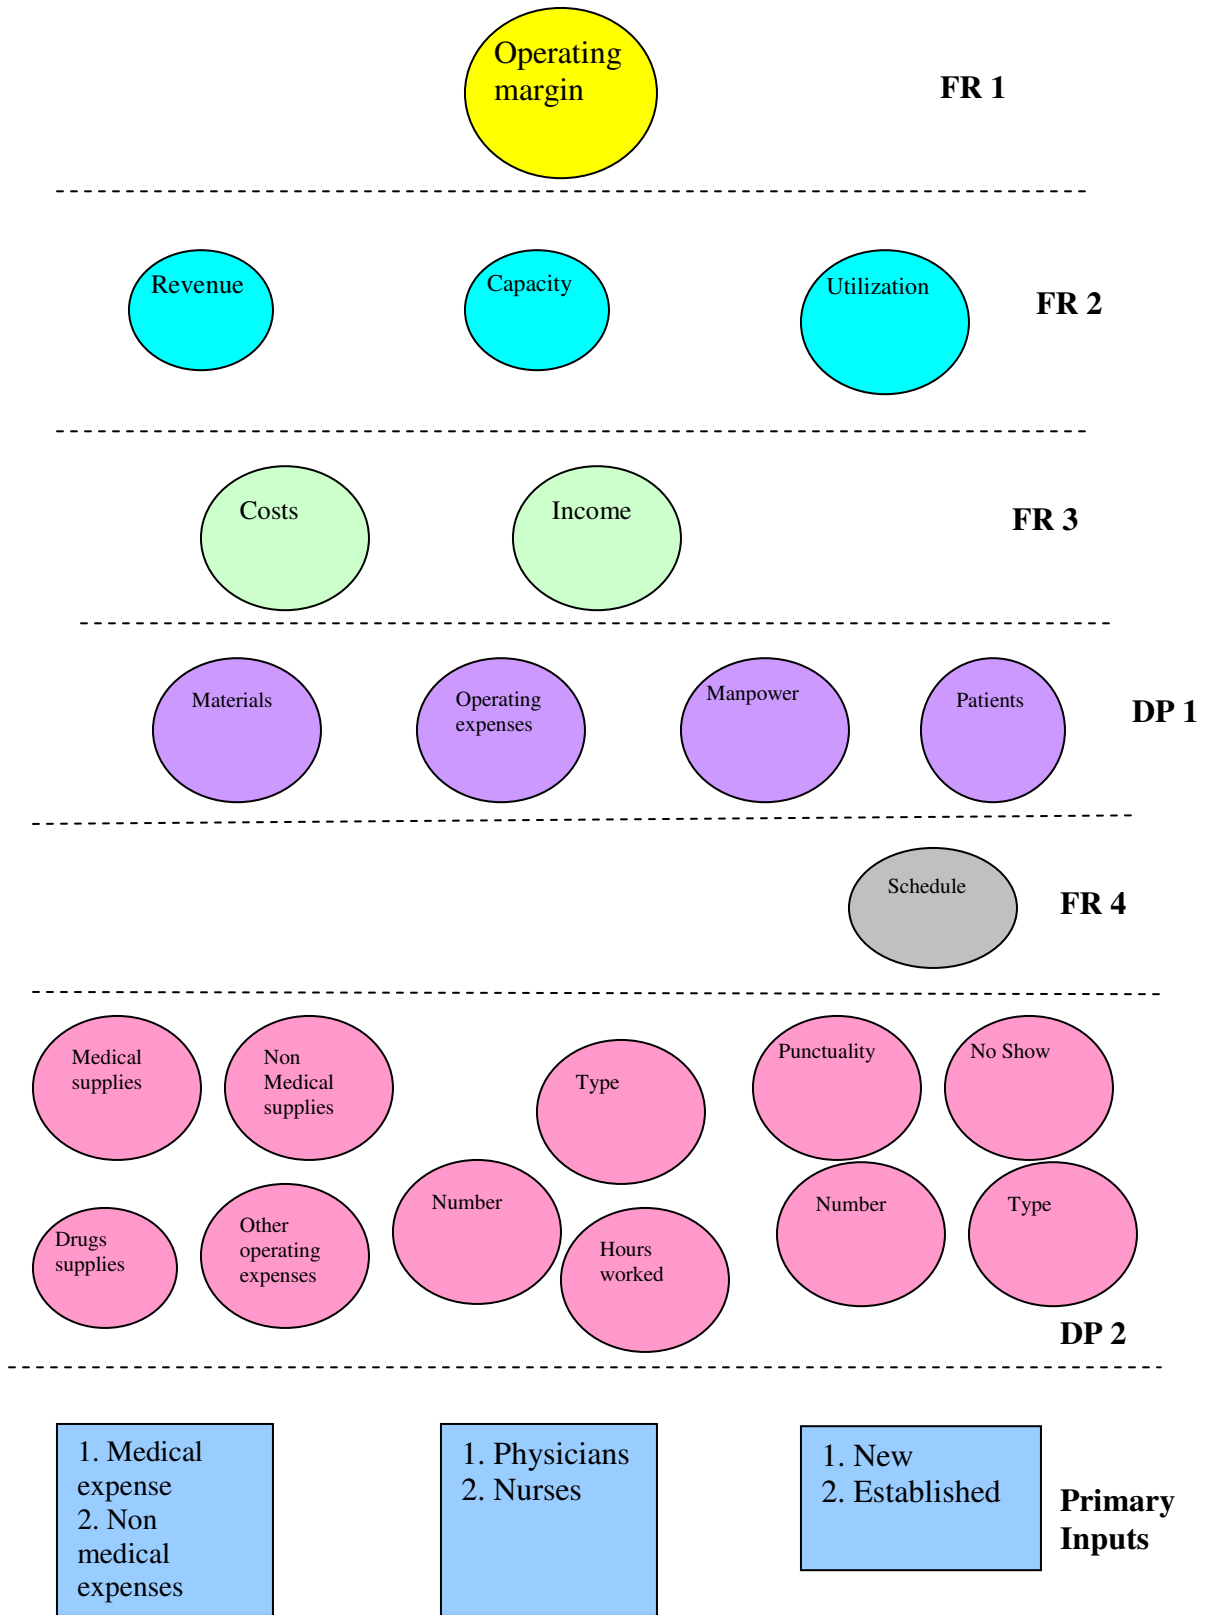 Operating
margin
FR 1
Revenue
Capacity
Utilization
FR 2
Costs
Income
FR 3
Materials
Operating
expenses
Manpower
Patients
DP 1
Schedule
FR 4
Medical
supplies
Non
Medical
supplies
Type
Punctuality
No Show
Drugs
supplies
Other
operating
expenses
Number
Hours
worked
Number
Type
DP 2
1. Medical
expense
2. Non
medical
expenses
1. Physicians
2. Nurses
1. New
2. Established
Primary
Inputs